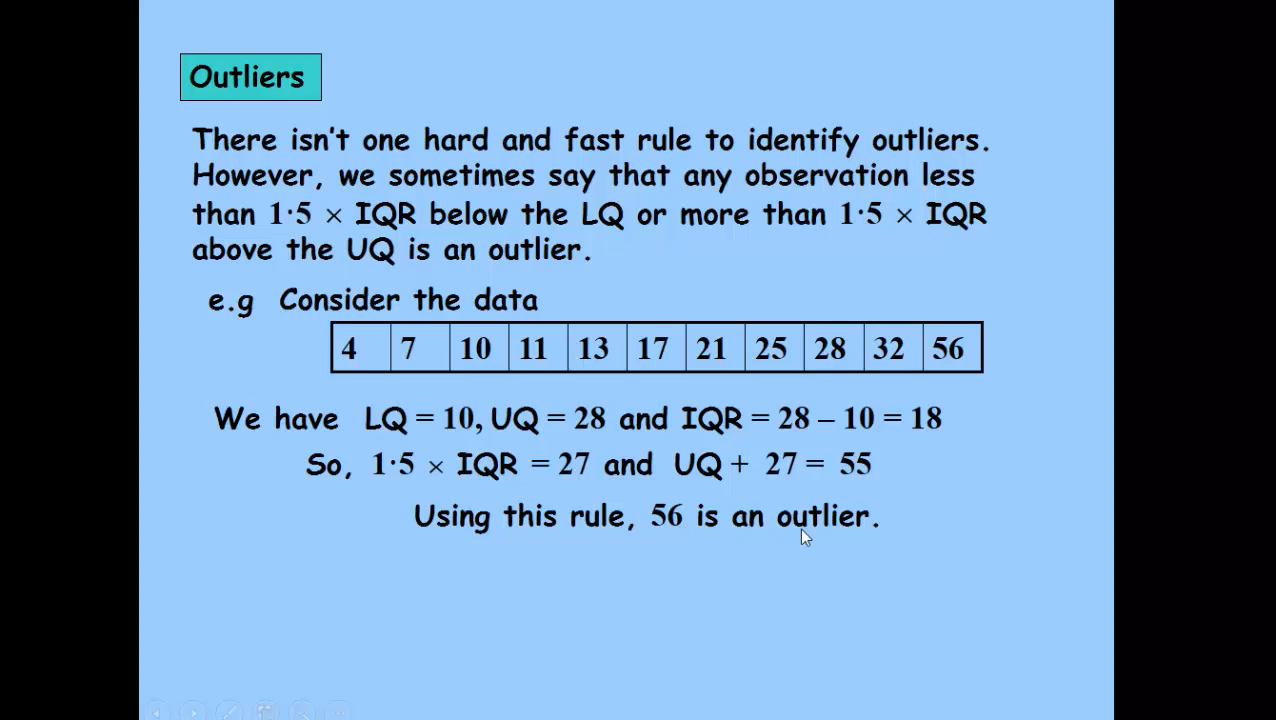 Outliers
There isn't one hard and fast rule to identify outliers.
However, we sometimes say that any observation less
than 1·5 × IQR below the LQ or more than 1·5 × IQR
above the UQ is an outlier.
e.g Consider the data
4 7 10 11 13 17 21 25 28 32 56
We have LQ = 10, UQ = 28 and IQR = 28 – 10 = 18
So, 1·5 × IQR = 27 and UQ + 27 = 55
Using this rule, 56 is an outlier.